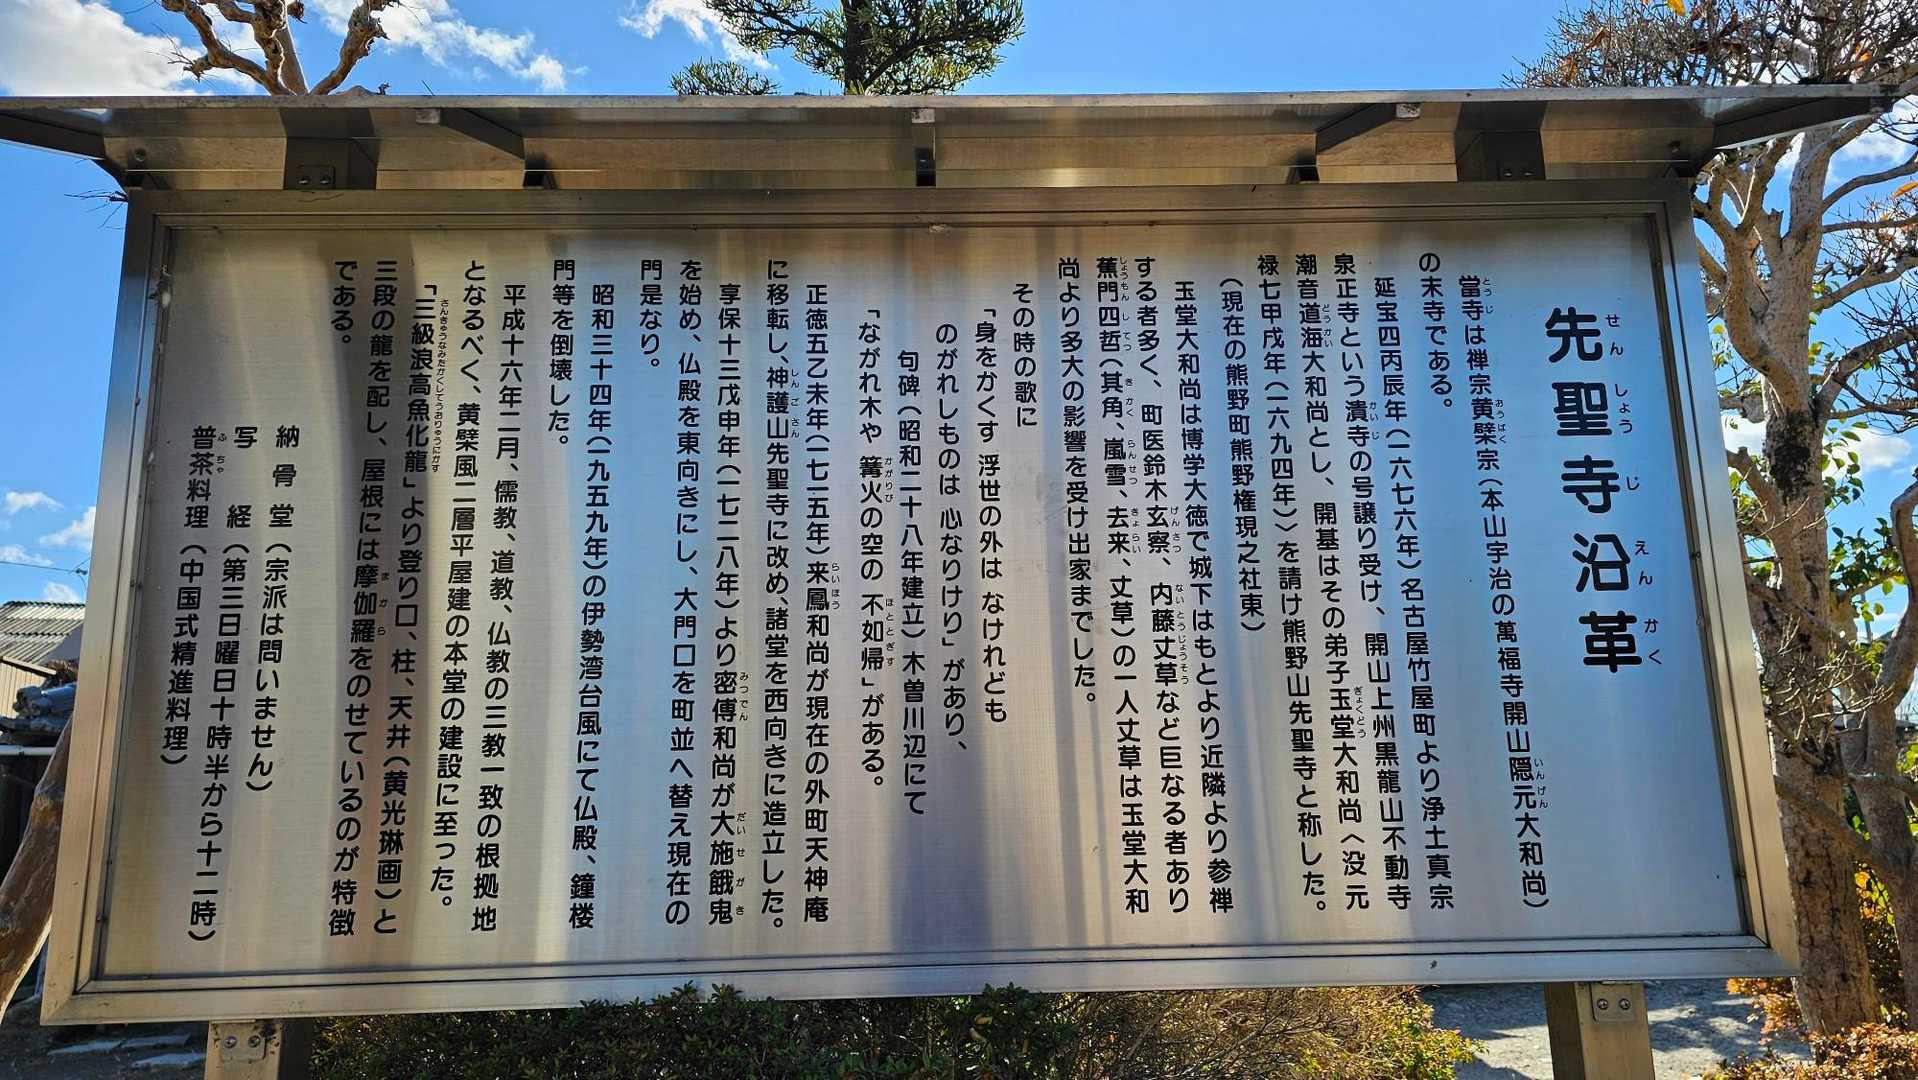 先聖寺沿革
當寺は禅宗黄檗宗(本山宇治の萬福寺開山隠元大和尚)
の末寺である。
延宝四丙辰年(一六七六年)名古屋竹屋町より浄土真宗
泉正寺という潰寺の号譲り受け、開山上州黒龍山不動寺
潮音道海大和尚とし、開基はその弟子玉堂大和尚〈没元
禄七甲戌年(一六九四年)〉を請け熊野山先聖寺と称した。
(現在の熊野町熊野権現之社東)
玉堂大和尚は博学大徳で城下はもとより近隣より参禅
する者多く、町医鈴木玄察、内藤丈草など巨なる者あり
蕉門四哲(其角、嵐雪、去来、丈草)の一人丈草は玉堂大和
尚より多大の影響を受け出家までした。
その時の歌に
「身をかくす 浮世の外は なけれども
のがれしものは 心なりけり」があり、
句碑(昭和二十八年建立)木曽川辺にて
「ながれ木や 篝火の空の 不如帰」がある。
正徳五乙未年(一七一五年)来鳳和尚が現在の外町天神庵
に移転し、神護山先聖寺に改め、諸堂を西向きに造立した。
享保十三戊申年(一七二八年)より密傳和尚が大施餓鬼
を始め、仏殿を東向きにし、大門口を町並へ替え現在の
門是なり。
昭和三十四年(一九五九年)の伊勢湾台風にて仏殿、鐘楼
門等を倒壊した。
平成十六年二月、儒教、道教、仏教の三教一致の根拠地
となるべく、黄檗風二層平屋建の本堂の建設に至った。
「三級浪高魚化龍」より登り口、柱、天井(黄光琳画)と
三段の龍を配し、屋根には摩伽羅をのせているのが特徴
である。
納骨堂(宗派は問いません)
写経(第三日曜日十時半から十二時)
普茶料理(中国式精進料理)